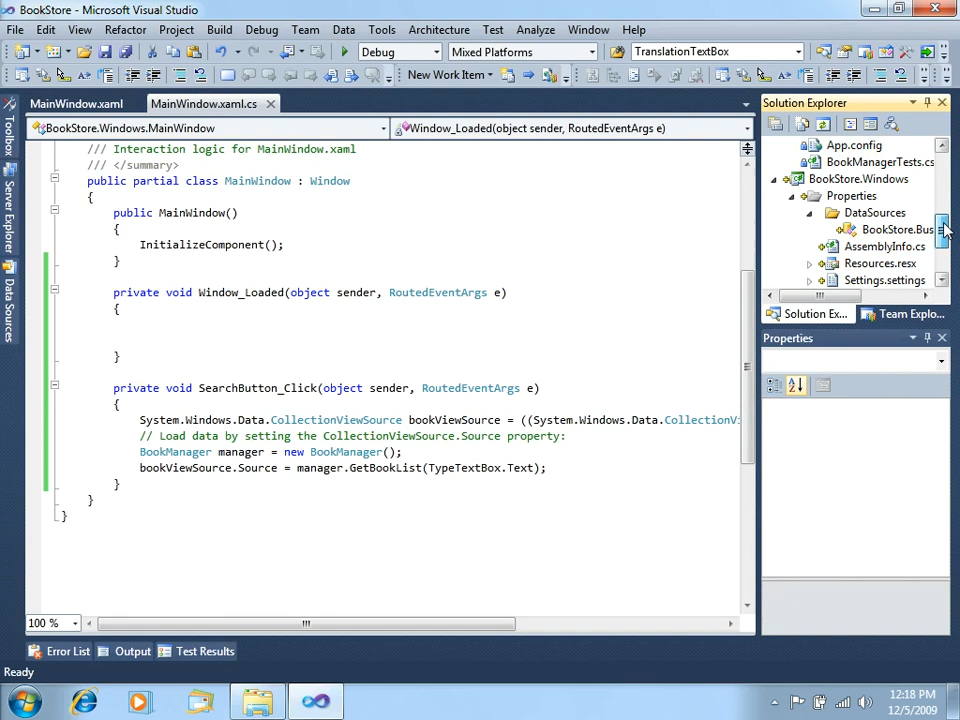 BookStore - Microsoft Visual Studio
File Edit View Refactor Project Build Debug Team Data Tools Architecture Test Analyze Window Help
Debug Mixed Platforms TranslationTextBox
New Work Item
MainWindow.xaml MainWindow.xaml.cs
BookStore.Windows.MainWindow Window_Loaded(object sender, RoutedEventArgs e)
/// Interaction logic for MainWindow.xaml
/// </summary>
public partial class MainWindow : Window
{
public MainWindow()
{
InitializeComponent();
}
private void Window_Loaded(object sender, RoutedEventArgs e)
{
}
private void SearchButton_Click(object sender, RoutedEventArgs e)
{
System.Windows.Data.CollectionViewSource bookViewSource = ((System.Windows.Data.CollectionVi
// Load data by setting the CollectionViewSource.Source property:
BookManager manager = new BookManager();
bookViewSource.Source = manager.GetBookList(TypeTextBox.Text);
}
}
}
100 %
Toolbox
Server Explorer
Data Sources
Solution Explorer
App.config
BookManagerTests.cs
BookStore.Windows
Properties
DataSources
BookStore.Bus
AssemblyInfo.cs
Resources.resx
Settings.settings
Solution Ex... Team Explo...
Properties
Error List Output Test Results
Ready
12:18 PM
12/5/2009